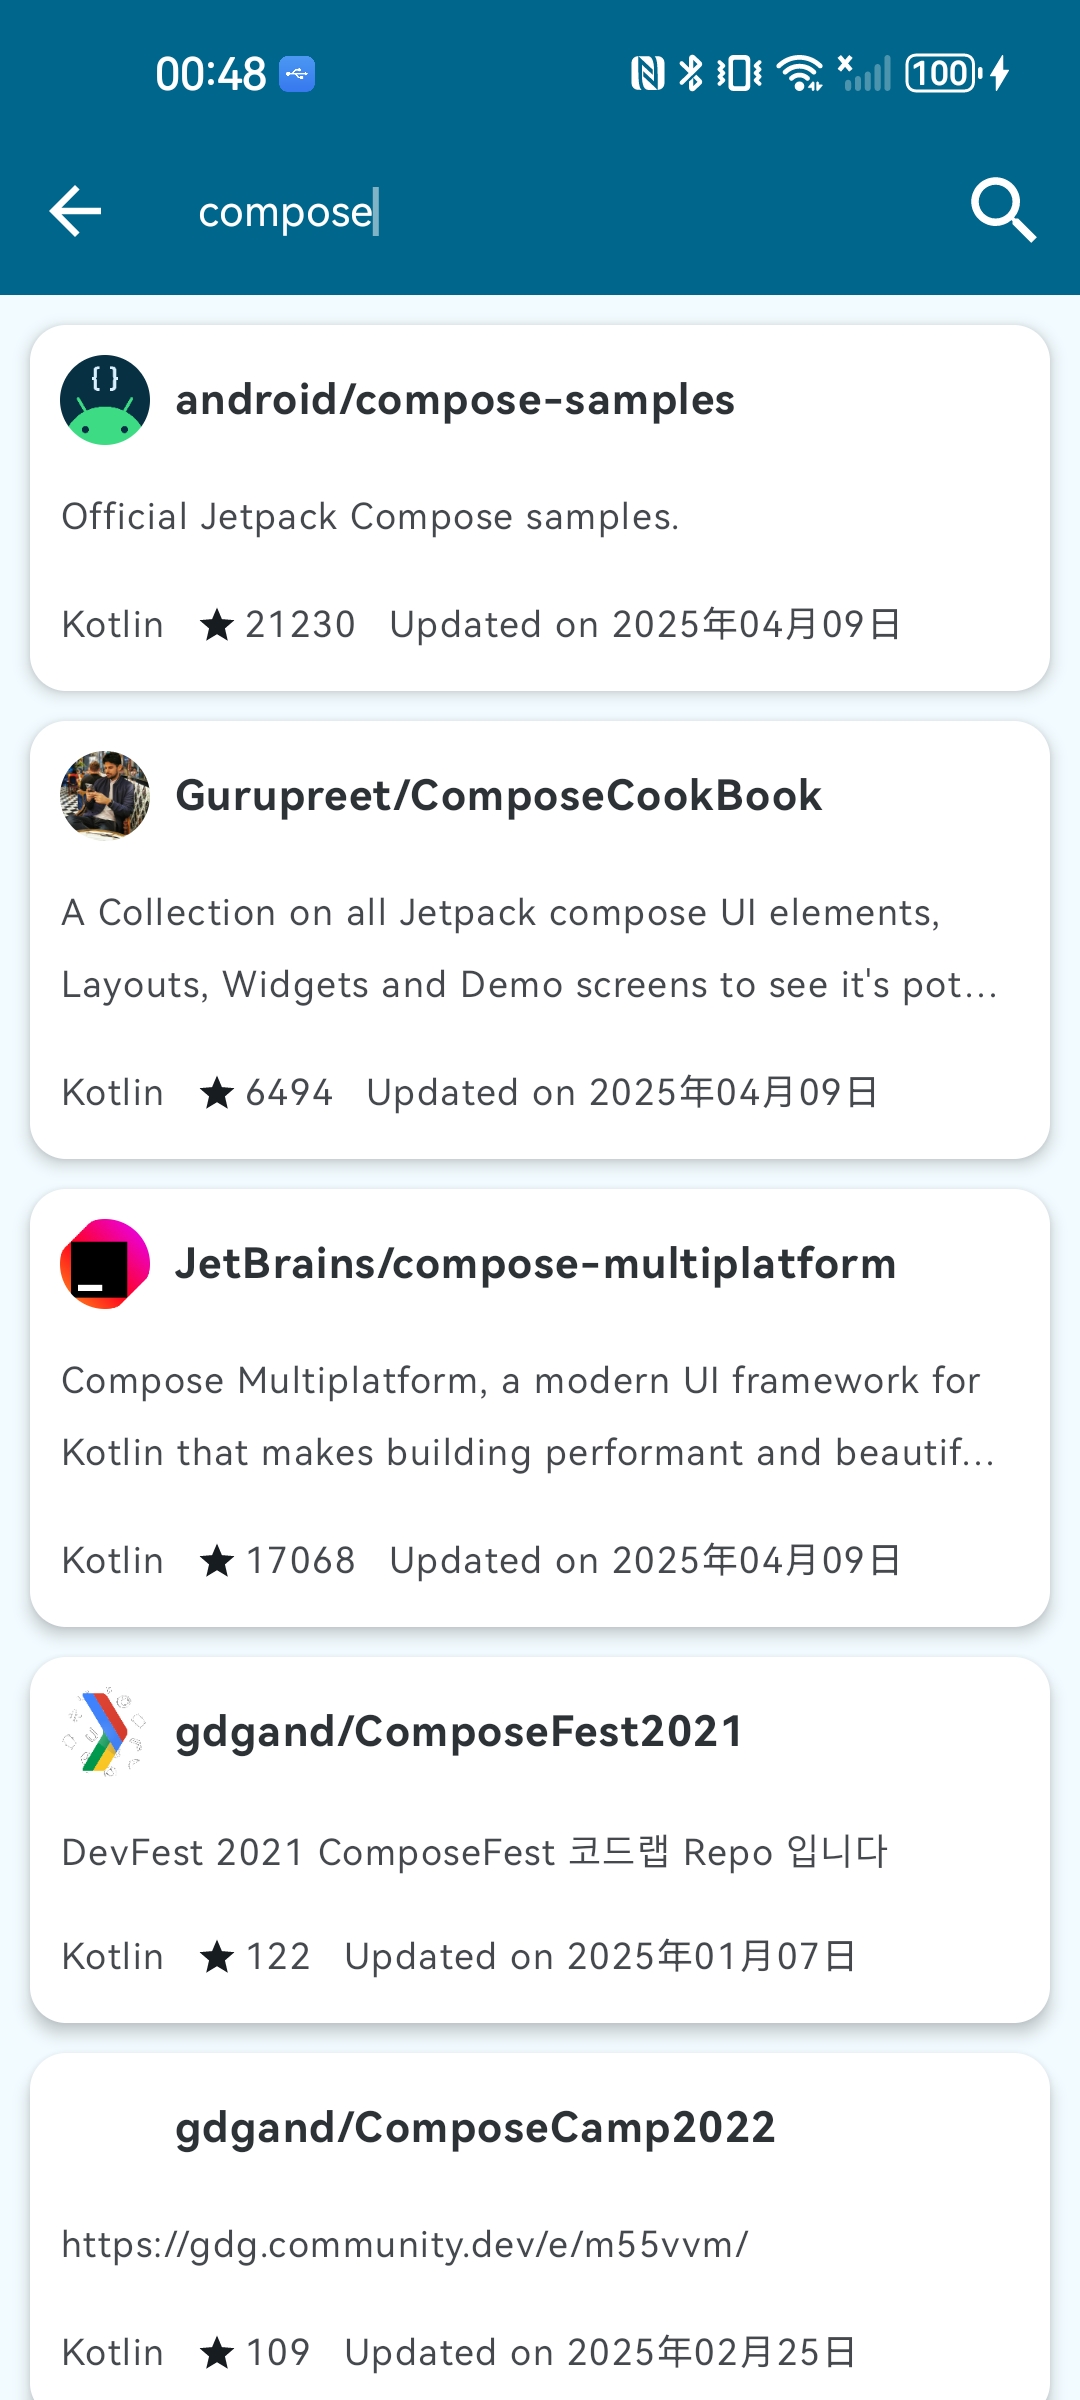 00:48
100
compose
android/compose-samples
Official Jetpack Compose samples.
Kotlin ★ 21230 Updated on 2025年04月09日
Gurupreet/ComposeCookBook
A Collection on all Jetpack compose UI elements,
Layouts, Widgets and Demo screens to see it's pot...
Kotlin ★ 6494 Updated on 2025年04月09日
JetBrains/compose-multiplatform
Compose Multiplatform, a modern UI framework for
Kotlin that makes building performant and beautif...
Kotlin ★ 17068 Updated on 2025年04月09日
gdgand/ComposeFest2021
DevFest 2021 ComposeFest 코드랩 Repo 입니다
Kotlin ★ 122 Updated on 2025年01月07日
gdgand/ComposeCamp2022
https://gdg.community.dev/e/m55vvm/
Kotlin ★ 109 Updated on 2025年02月25日